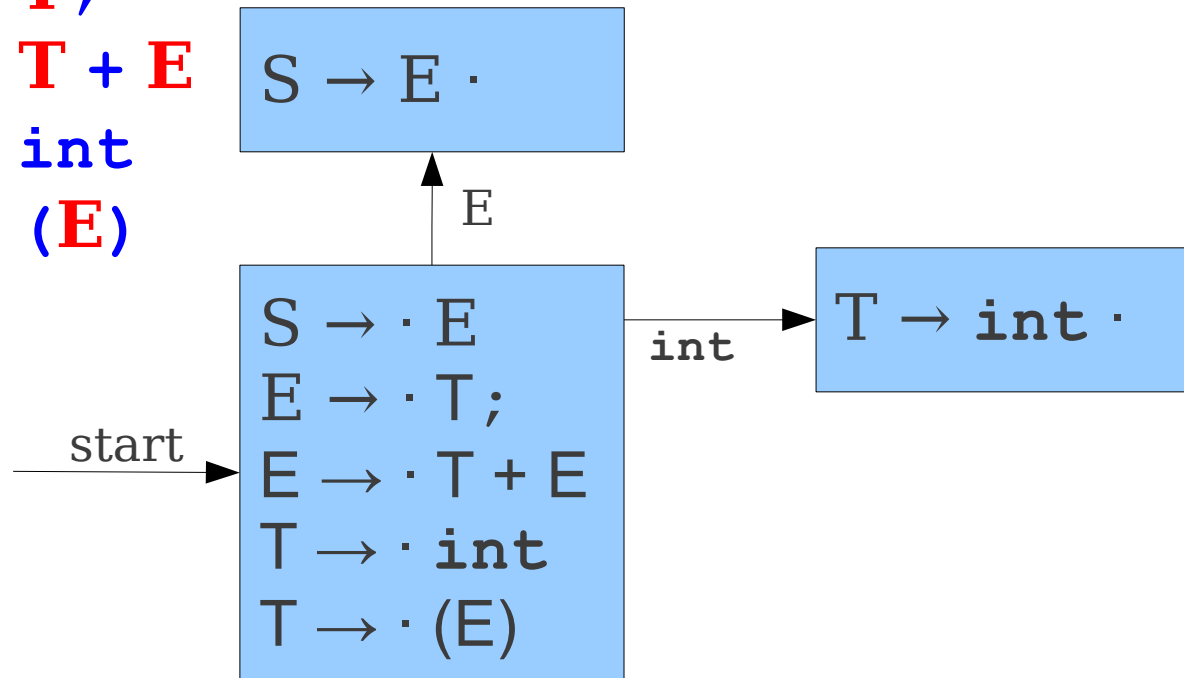 T;
T + E
int
(E)
S → E ·
E
S → · E
E → · T;
E → · T + E
T → · int
T → · (E)
start
int
T → int ·